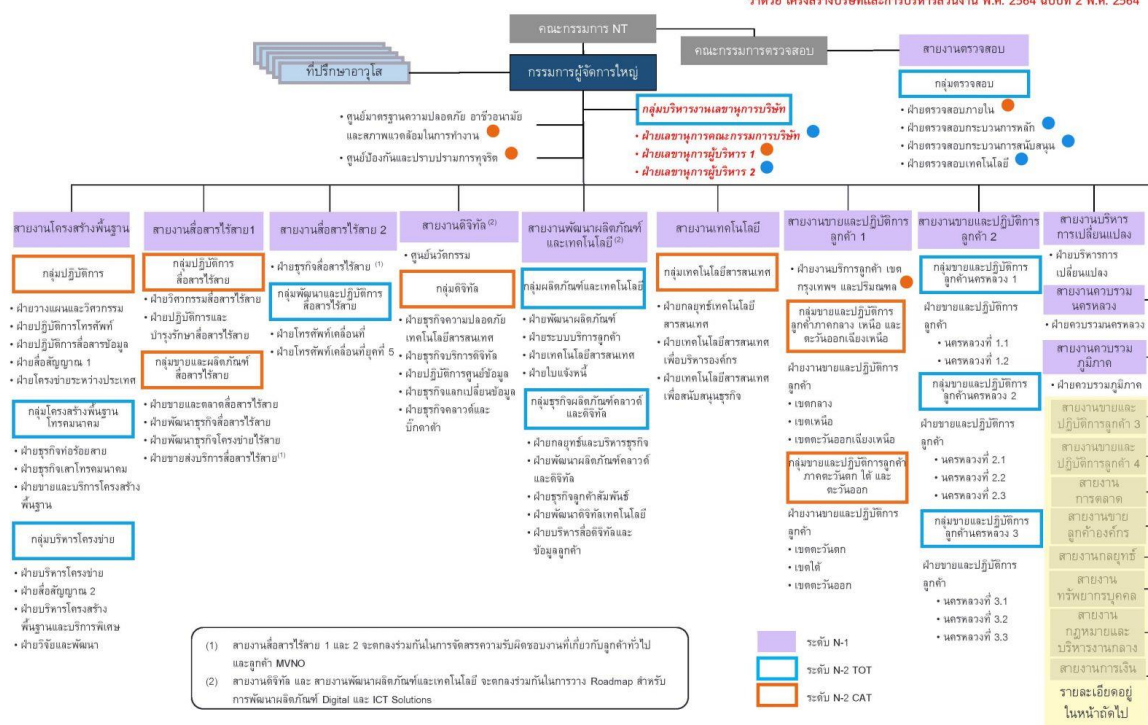 ว่าด้วย โครงสร้างบริษัทและการบริหารส่วนงาน พ.ศ. 2564 ฉบับที่ 2 พ.ศ. 2564
คณะกรรมการ NT
คณะกรรมการตรวจสอบ
สายงานตรวจสอบ
ที่ปรึกษาอาวุโส
กรรมการผู้จัดการใหญ่
กลุ่มตรวจสอบ
• ฝ่ายตรวจสอบภายใน
• ฝ่ายตรวจสอบกระบวนการหลัก
• ฝ่ายตรวจสอบกระบวนการสนับสนุน
• ฝ่ายตรวจสอบเทคโนโลยี
• ศูนย์มาตรฐานความปลอดภัย อาชีวอนามัย
และสภาพแวดล้อมในการทำงาน
• ศูนย์ป้องกันและปราบปรามการทุจริต
กลุ่มบริหารงานเลขานุการบริษัท
• ฝ่ายเลขานุการคณะกรรมการบริษัท
• ฝ่ายเลขานุการผู้บริหาร 1
• ฝ่ายเลขานุการผู้บริหาร 2
สายงานโครงสร้างพื้นฐาน
กลุ่มปฏิบัติการ
• ฝ่ายวางแผนและวิศวกรรม
• ฝ่ายปฏิบัติการโทรศัพท์
• ฝ่ายปฏิบัติการสื่อสารข้อมูล
• ฝ่ายสื่อสัญญาณ 1
• ฝ่ายโครงข่ายระหว่างประเทศ
กลุ่มโครงสร้างพื้นฐาน
โทรคมนาคม
• ฝ่ายธุรกิจท่อร้อยสาย
• ฝ่ายธุรกิจเสาโทรคมนาคม
• ฝ่ายขายและบริการโครงสร้าง
พื้นฐาน
กลุ่มบริหารโครงข่าย
• ฝ่ายบริหารโครงข่าย
• ฝ่ายสื่อสัญญาณ 2
• ฝ่ายบริหารโครงสร้าง
พื้นฐานและบริการพิเศษ
• ฝ่ายวิจัยและพัฒนา
สายงานสื่อสารไร้สาย1
กลุ่มปฏิบัติการ
สื่อสารไร้สาย
• ฝ่ายวิศวกรรมสื่อสารไร้สาย
• ฝ่ายปฏิบัติการและ
บำรุงรักษาสื่อสารไร้สาย
กลุ่มขายและผลิตภัณฑ์
สื่อสารไร้สาย
• ฝ่ายขายและตลาดสื่อสารไร้สาย
• ฝ่ายพัฒนาธุรกิจสื่อสารไร้สาย
• ฝ่ายพัฒนาธุรกิจโครงข่ายไร้สาย
• ฝ่ายขายส่งบริการสื่อสารไร้สาย(1)
สายงานสื่อสารไร้สาย 2
• ฝ่ายธุรกิจสื่อสารไร้สาย (1)
กลุ่มพัฒนาและปฏิบัติการ
สื่อสารไร้สาย
• ฝ่ายโทรศัพท์เคลื่อนที่
• ฝ่ายโทรศัพท์เคลื่อนที่ยุคที่ 5
สายงานดิจิทัล (2)
• ศูนย์นวัตกรรม
กลุ่มดิจิทัล
• ฝ่ายธุรกิจความปลอดภัย
เทคโนโลยีสารสนเทศ
• ฝ่ายธุรกิจบริการดิจิทัล
• ฝ่ายปฏิบัติการศูนย์ข้อมูล
• ฝ่ายธุรกิจแลกเปลี่ยนข้อมูล
• ฝ่ายธุรกิจคลาวด์และ
บิ๊กดาต้า
สายงานพัฒนาผลิตภัณฑ์
และเทคโนโลยี (2)
กลุ่มผลิตภัณฑ์และเทคโนโลยี
• ฝ่ายพัฒนาผลิตภัณฑ์
• ฝ่ายระบบบริการลูกค้า
• ฝ่ายเทคโนโลยีสารสนเทศ
• ฝ่ายใบแจ้งหนี้
กลุ่มธุรกิจผลิตภัณฑ์คลาวด์
และดิจิทัล
• ฝ่ายกลยุทธ์และบริหารธุรกิจ
• ฝ่ายพัฒนาผลิตภัณฑ์คลาวด์
และดิจิทัล
• ฝ่ายธุรกิจลูกค้าสัมพันธ์
• ฝ่ายพัฒนาดิจิทัลเทคโนโลยี
• ฝ่ายบริหารสื่อดิจิทัลและ
ข้อมูลลูกค้า
สายงานเทคโนโลยี
กลุ่มเทคโนโลยีสารสนเทศ
• ฝ่ายกลยุทธ์เทคโนโลยี
สารสนเทศ
• ฝ่ายเทคโนโลยีสารสนเทศ
เพื่อบริหารองค์กร
• ฝ่ายเทคโนโลยีสารสนเทศ
เพื่อสนับสนุนธุรกิจ
สายงานขายและปฏิบัติการ
ลูกค้า 1
• ฝ่ายงานบริการลูกค้า เขต
กรุงเทพฯ และปริมณฑล
กลุ่มขายและปฏิบัติการ
ลูกค้าภาคกลาง เหนือ และ
ตะวันออกเฉียงเหนือ
ฝ่ายงานขายและปฏิบัติการ
ลูกค้า
• เขตกลาง
• เขตเหนือ
• เขตตะวันออกเฉียงเหนือ
กลุ่มขายและปฏิบัติการลูกค้า
ภาคตะวันตก ใต้ และ
ตะวันออก
ฝ่ายงานขายและปฏิบัติการ
ลูกค้า
• เขตตะวันตก
• เขตใต้
• เขตตะวันออก
สายงานขายและปฏิบัติการ
ลูกค้า 2
กลุ่มขายและปฏิบัติการ
ลูกค้านครหลวง 1
ฝ่ายขายและปฏิบัติการ
ลูกค้า
• นครหลวงที่ 1.1
• นครหลวงที่ 1.2
กลุ่มขายและปฏิบัติการ
ลูกค้านครหลวง 2
ฝ่ายขายและปฏิบัติการ
ลูกค้า
• นครหลวงที่ 2.1
• นครหลวงที่ 2.2
• นครหลวงที่ 2.3
กลุ่มขายและปฏิบัติการ
ลูกค้านครหลวง 3
ฝ่ายขายและปฏิบัติการ
ลูกค้า
• นครหลวงที่ 3.1
• นครหลวงที่ 3.2
• นครหลวงที่ 3.3
สายงานบริหาร
การเปลี่ยนแปลง
• ฝ่ายบริหารการ
เปลี่ยนแปลง
สายงานควบรวม
นครหลวง
• ฝ่ายควบรวมนครหลวง
สายงานควบรวม
ภูมิภาค
• ฝ่ายควบรวมภูมิภาค
สายงานขายและ
ปฏิบัติการลูกค้า 3
สายงานขายและ
ปฏิบัติการลูกค้า 4
สายงาน
การตลาด
สายงานขาย
ลูกค้าองค์กร
สายงานกลยุทธ์
สายงาน
ทรัพยากรบุคคล
สายงาน
กฎหมายและ
บริหารงานกลาง
สายงานการเงิน
รายละเอียดอยู่
ในหน้าถัดไป
(1) สายงานสื่อสารไร้สาย 1 และ 2 จะตกลงร่วมกันในการจัดสรรความรับผิดชอบงานที่เกี่ยวกับลูกค้าทั่วไป
และลูกค้า MVNO
(2) สายงานดิจิทัล และ สายงานพัฒนาผลิตภัณฑ์และเทคโนโลยี จะตกลงร่วมกันในการวาง Roadmap สำหรับ
การพัฒนาผลิตภัณฑ์ Digital และ ICT Solutions
ระดับ N-1
ระดับ N-2 TOT
ระดับ N-2 CAT